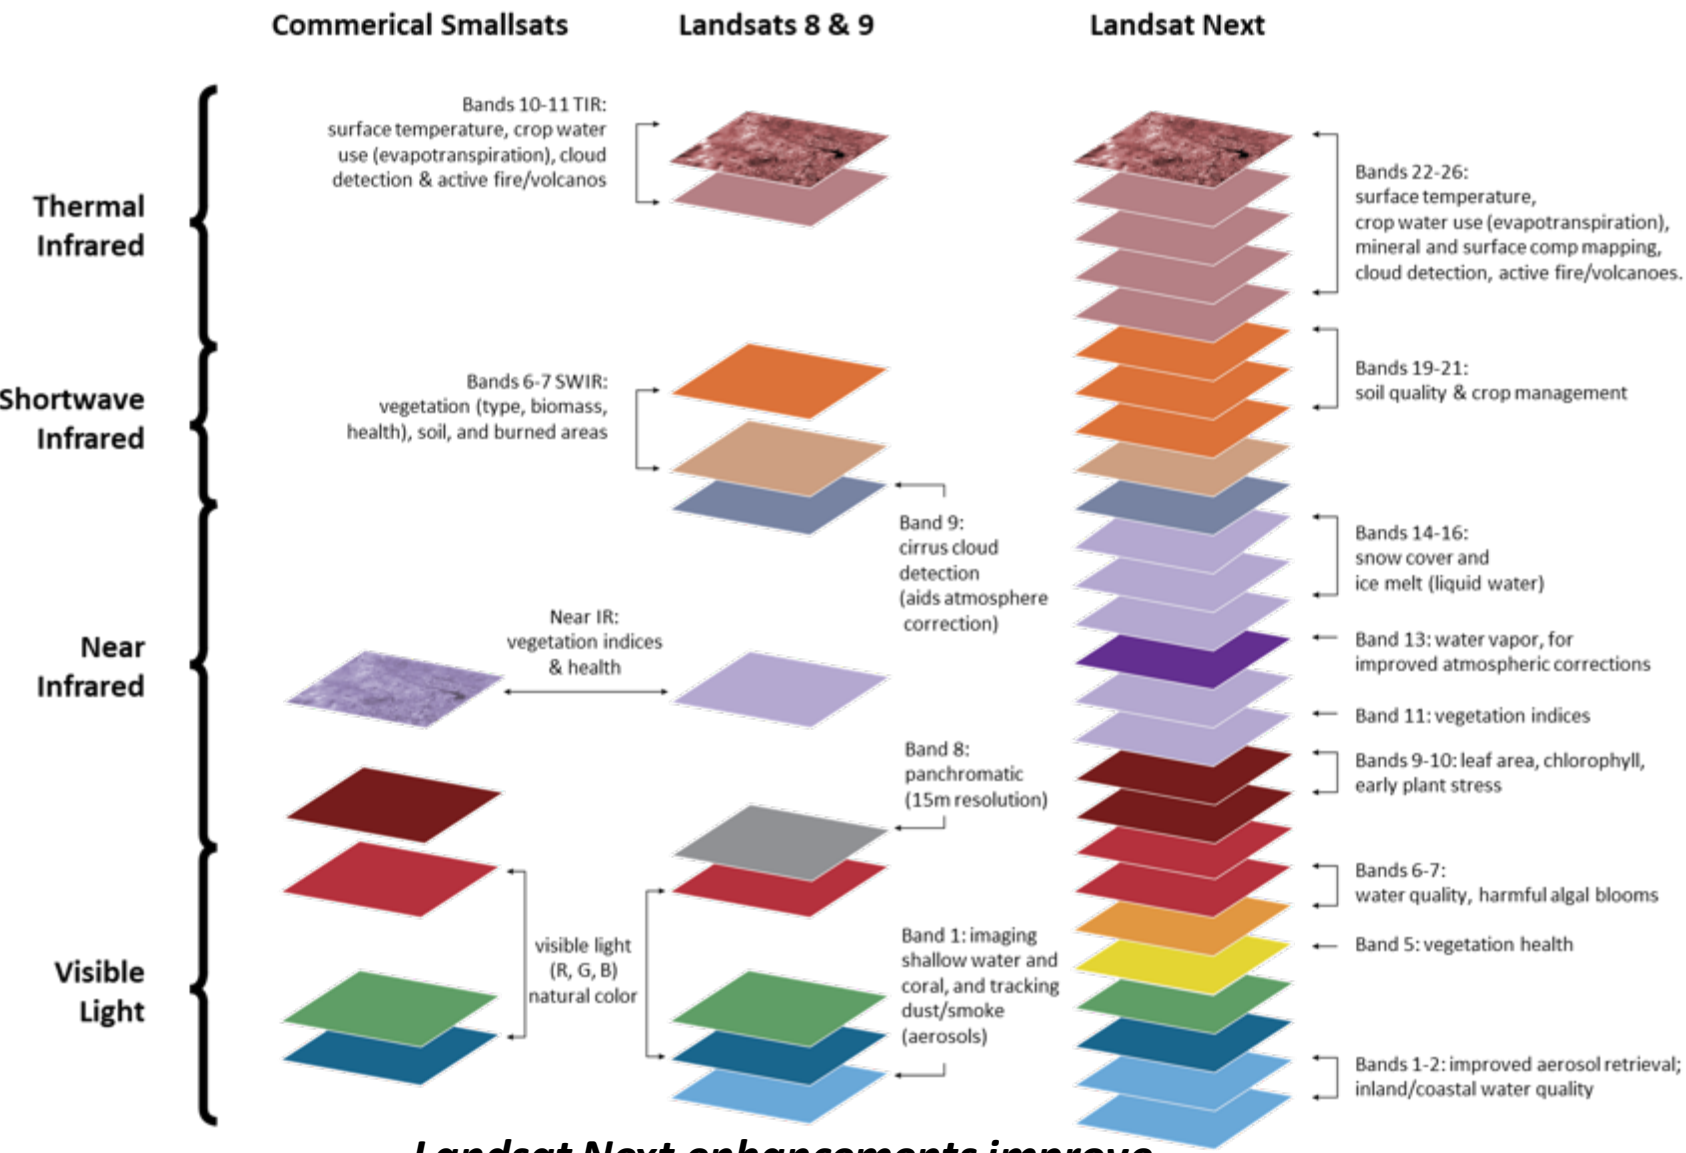 Commerical Smallsats
Landsats 8 & 9
Landsat Next
Thermal
Infrared
Shortwave
Infrared
Near
Infrared
Visible
Light
Bands 10-11 TIR:
surface temperature, crop water
use (evapotranspiration), cloud
detection & active fire/volcanos
Bands 6-7 SWIR:
vegetation (type, biomass,
health), soil, and burned areas
Near IR:
vegetation indices
& health
visible light
(R, G, B)
natural color
Band 9:
cirrus cloud
detection
(aids atmosphere
correction)
Band 8:
panchromatic
(15m resolution)
Band 1: imaging
shallow water and
coral, and tracking
dust/smoke
(aerosols)
Bands 22-26:
surface temperature,
crop water use (evapotranspiration),
mineral and surface comp mapping,
cloud detection, active fire/volcanoes.
Bands 19-21:
soil quality & crop management
Bands 14-16:
snow cover and
ice melt (liquid water)
Band 13: water vapor, for
improved atmospheric corrections
Band 11: vegetation indices
Bands 9-10: leaf area, chlorophyll,
early plant stress
Bands 6-7:
water quality, harmful algal blooms
Band 5: vegetation health
Bands 1-2: improved aerosol retrieval;
inland/coastal water quality
Landsat Next enhancements improve